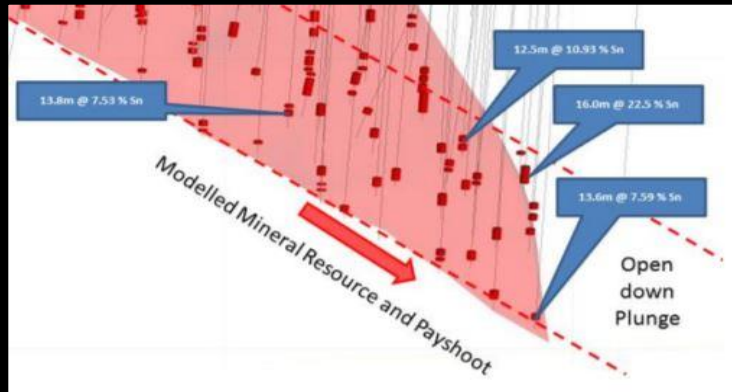 12.5m @ 10.93 % Sn
13.8m @ 7.53 % Sn
16.0m @ 22.5 % Sn
13.6m @ 7.59 % Sn
Modelled Mineral Resource and Payshoot
Open
down
Plunge